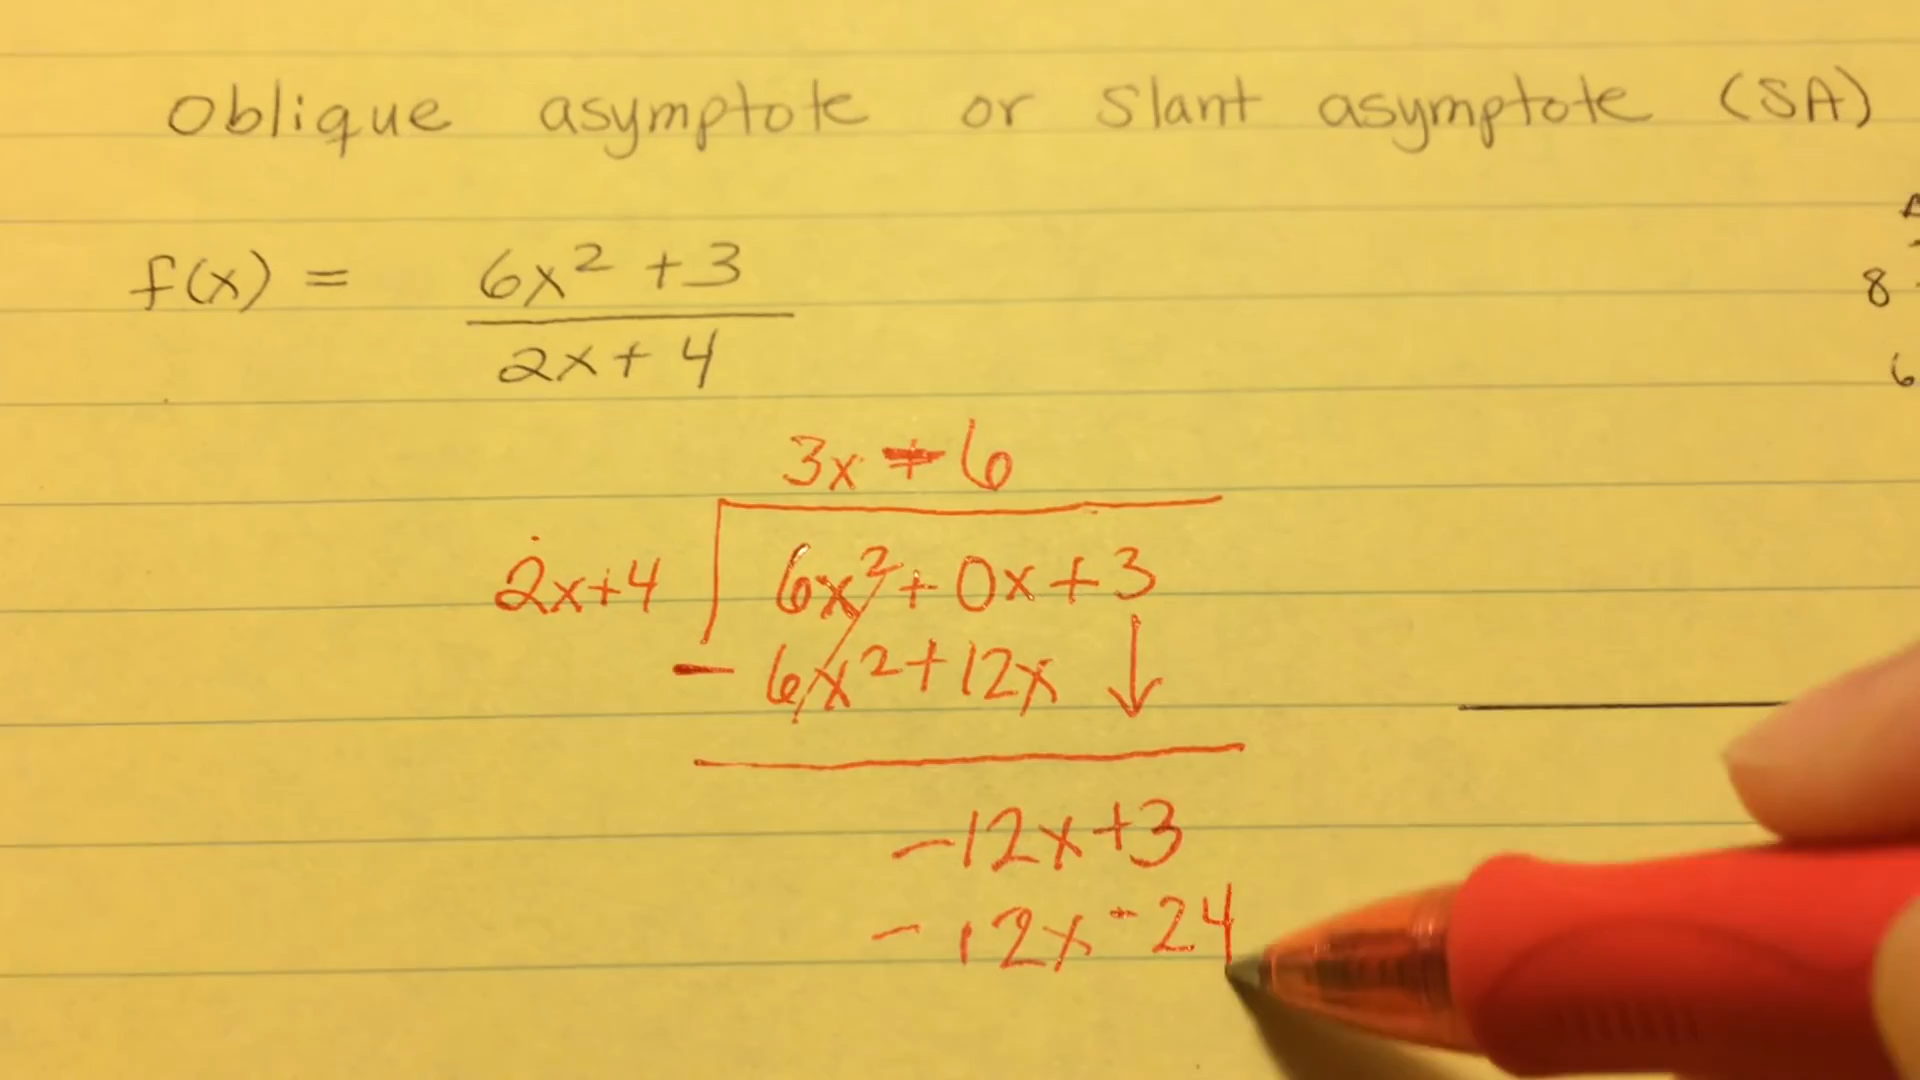 Oblique asymptote or slant asymptote (SA)
f(x) = 6x² + 3
2x + 4
8
6
3x - 6
2x+4 6x² + 0x + 3
- 6x² + 12x ↓
-12x+3
-12x-24